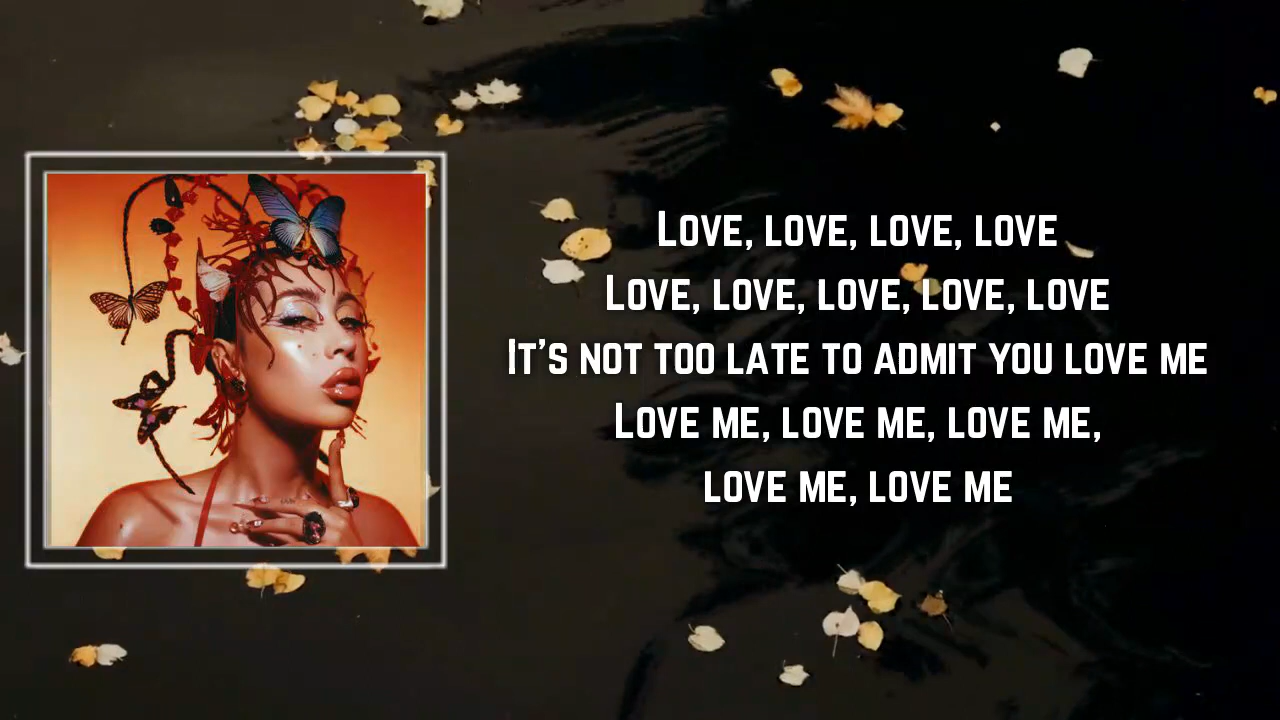 Love, love, love, love
Love, love, love, love, love
It's not too late to admit you love me
Love me, love me, love me,
love me, love me